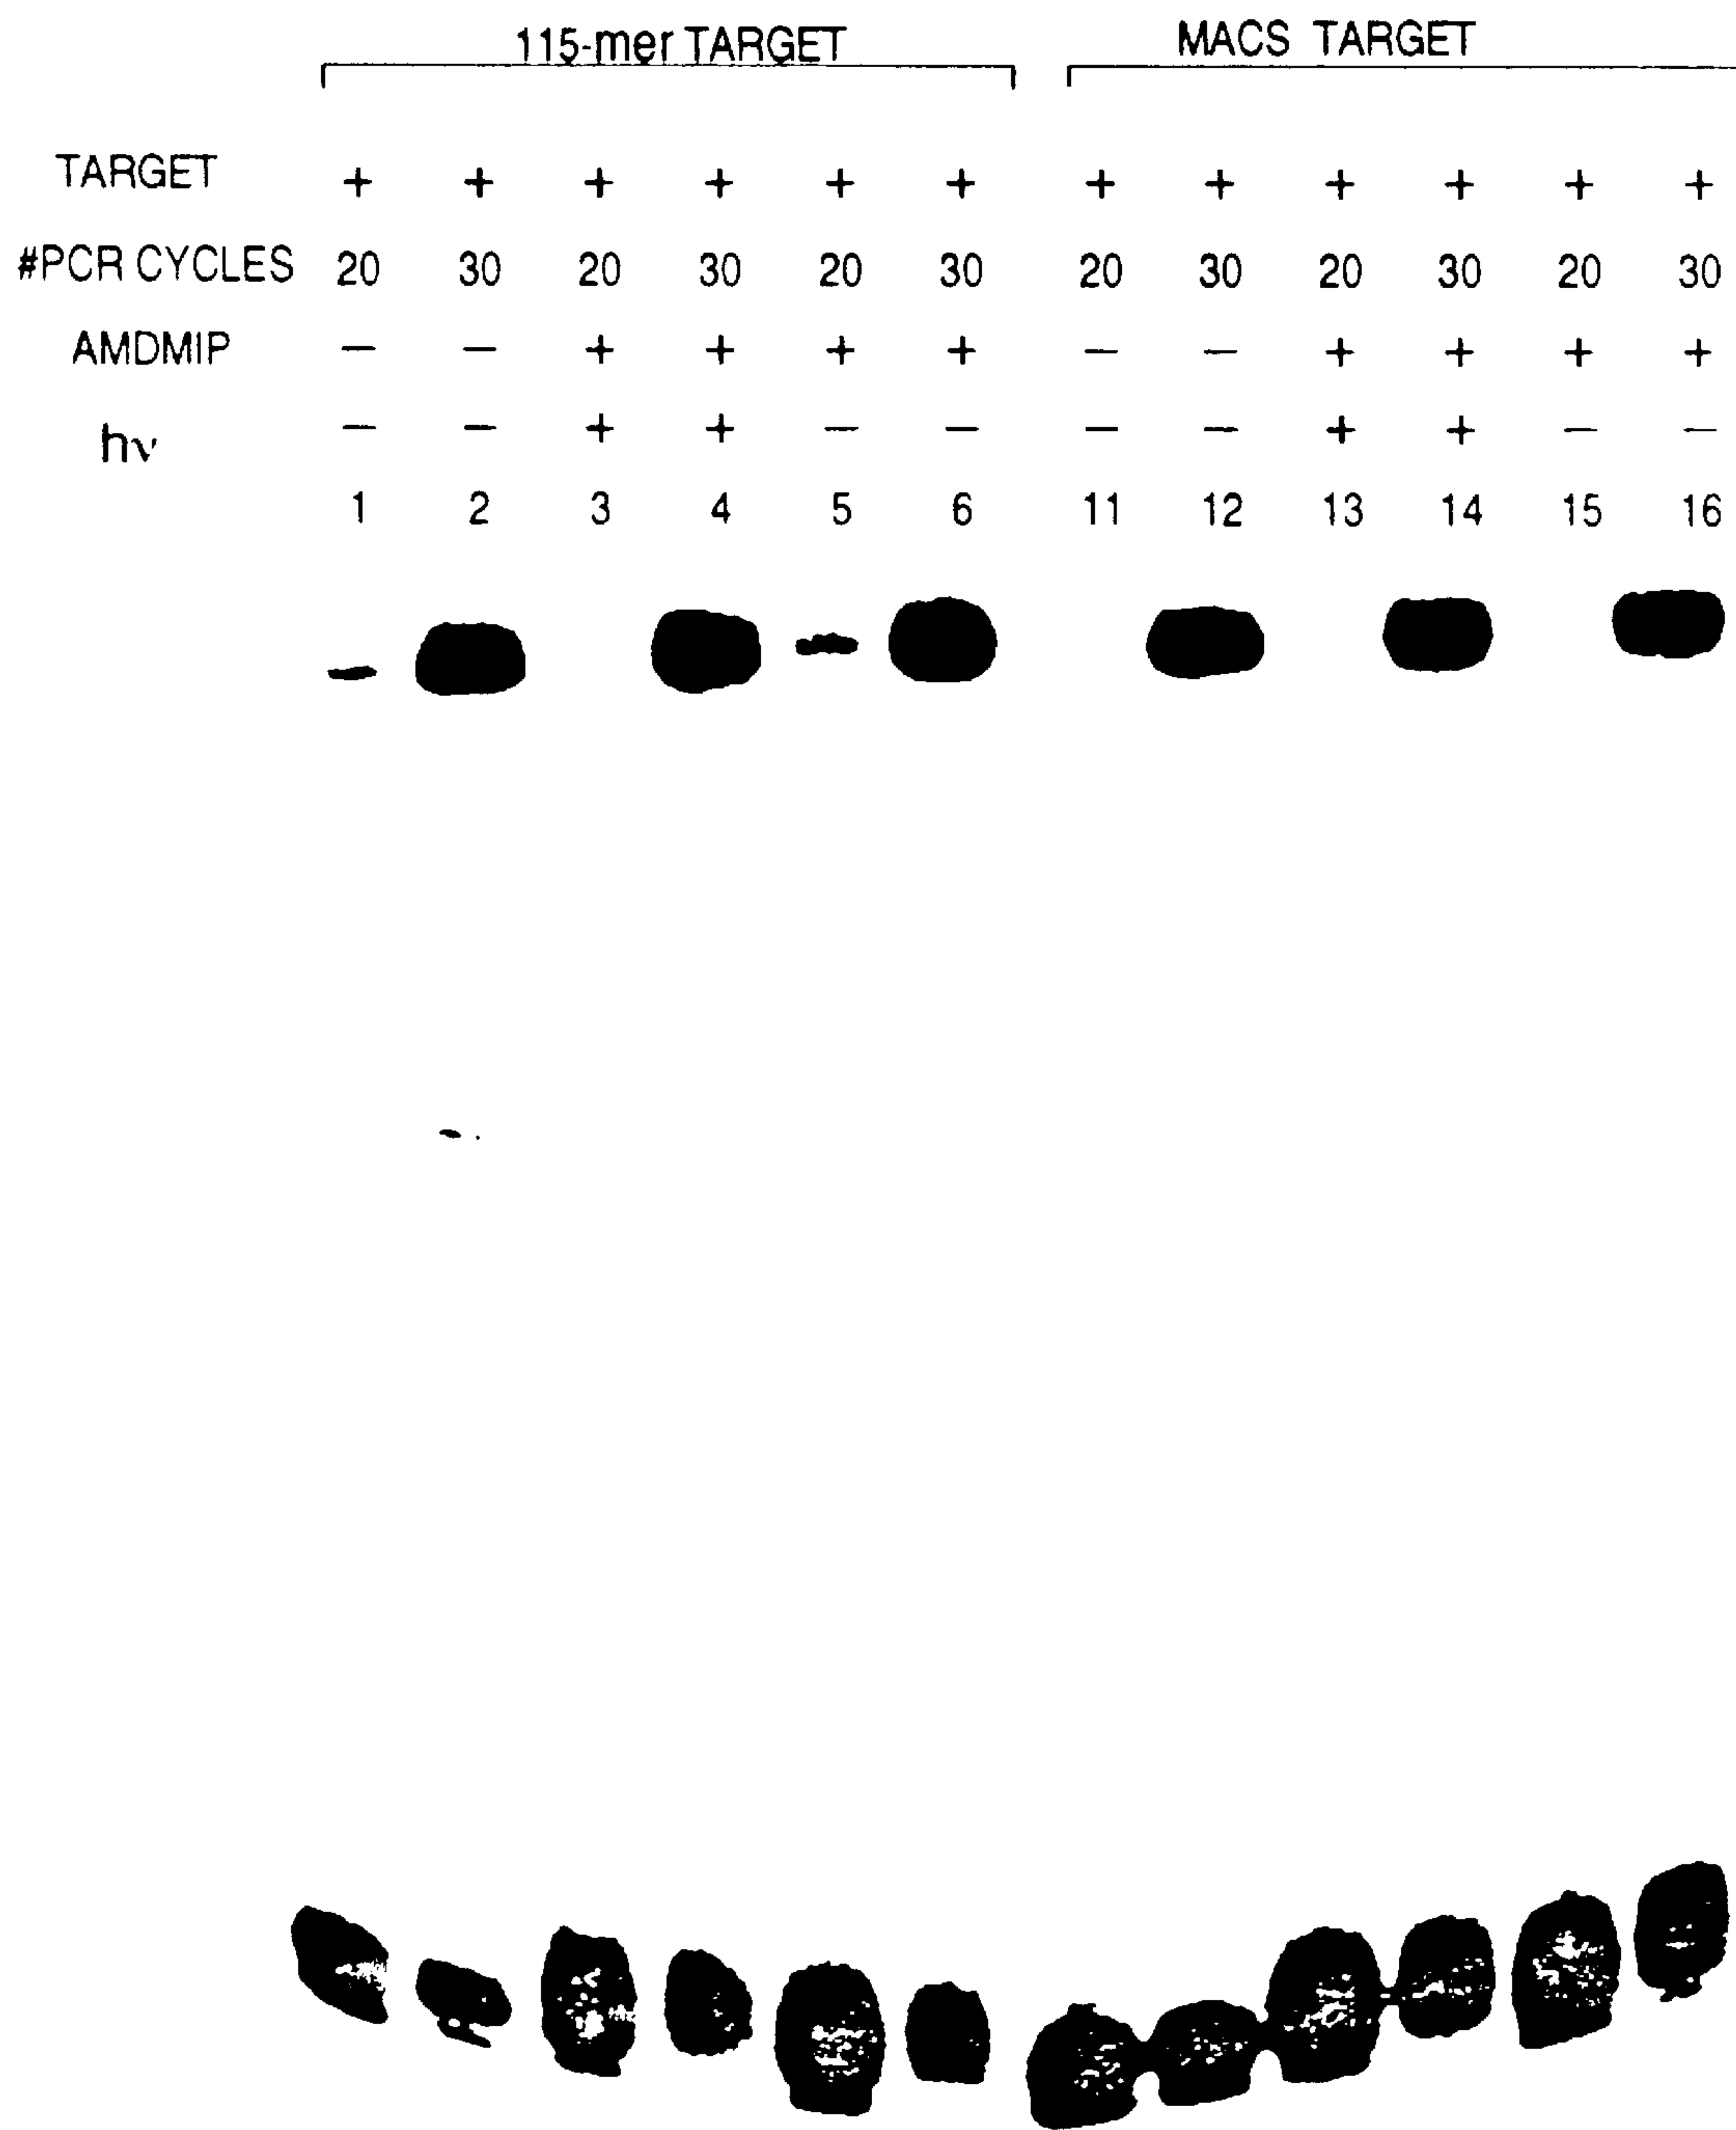 115-mer TARGET MACS TARGET
TARGET + + + + + + + + + + + +
#PCR CYCLES 20 30 20 30 20 30 20 30 20 30 20 30
AMDMIP — — + + + + — — + + + +
hν — — + + — — — — + + — —
1 2 3 4 5 6 11 12 13 14 15 16